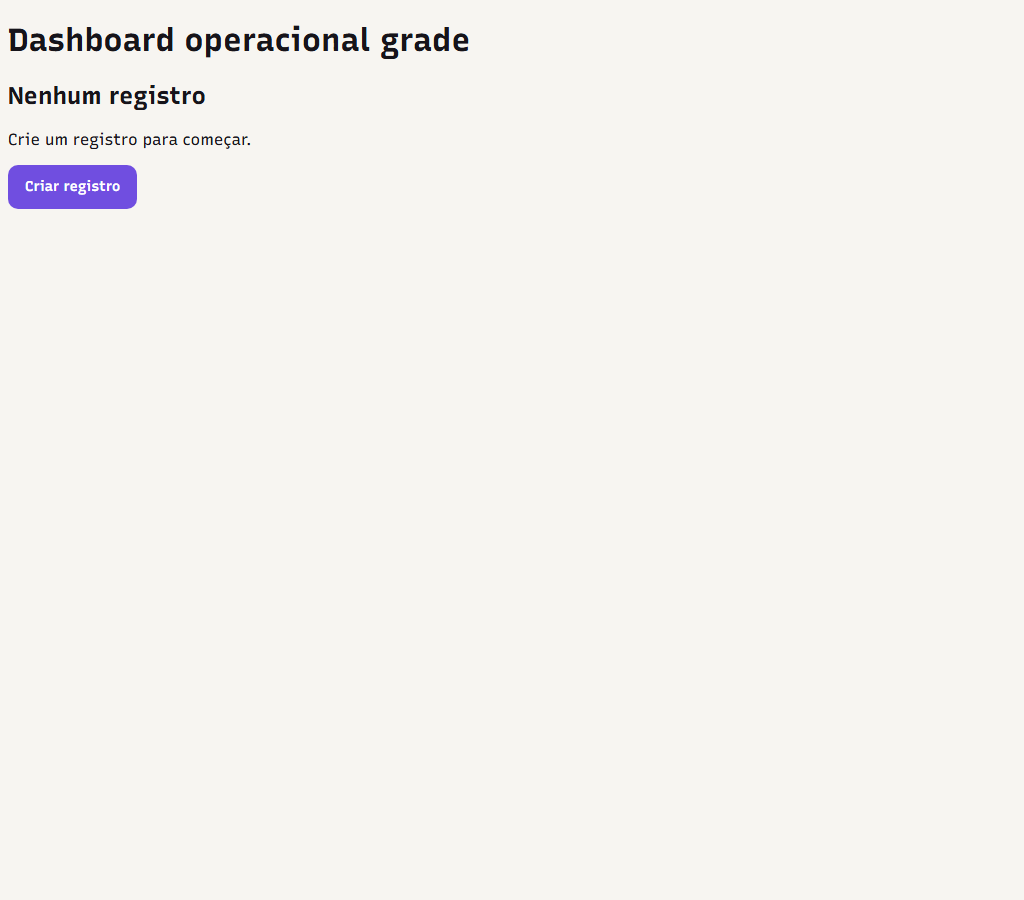 Dashboard operacional grade
Nenhum registro
Crie um registro para começar.
Criar registro